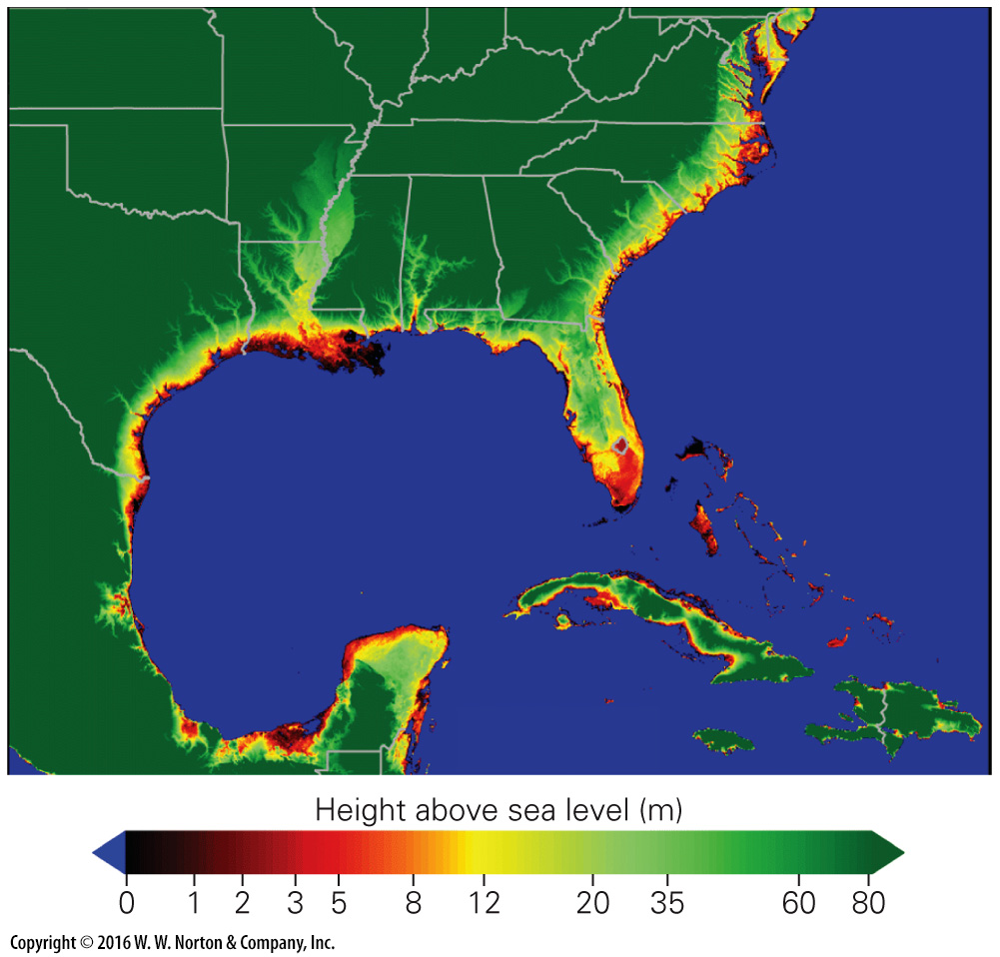 Height above sea level (m)
0 1 2 3 5 8 12 20 35 60 80
Copyright © 2016 W. W. Norton & Company, Inc.